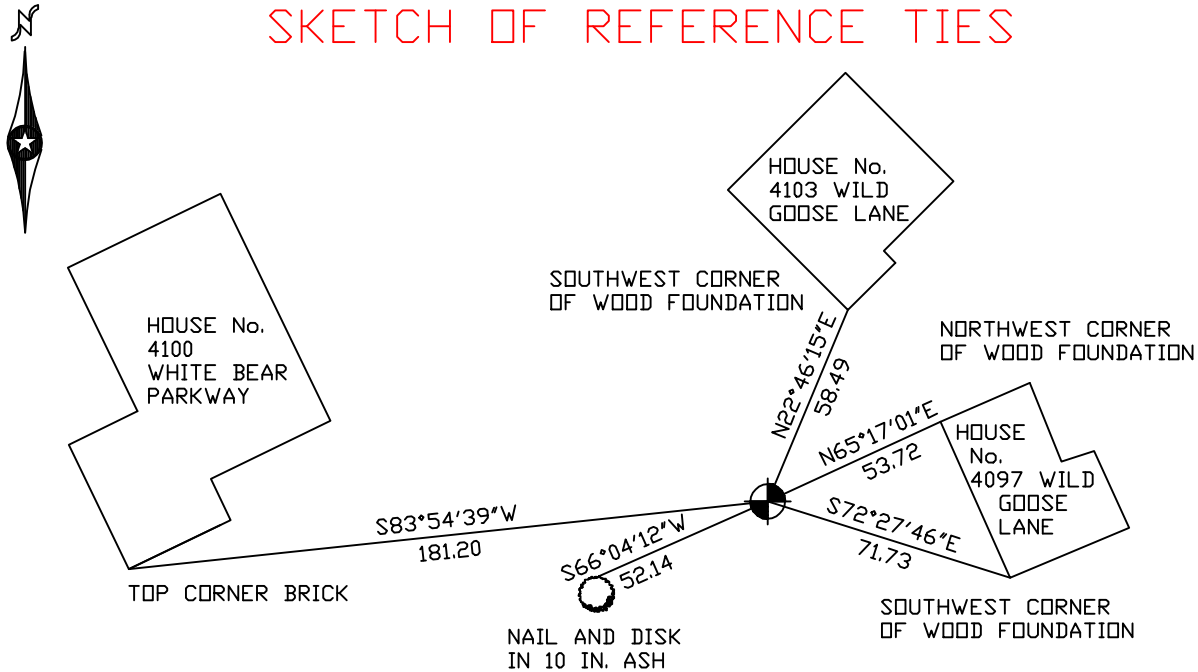 N
SKETCH OF REFERENCE TIES
HOUSE No.
4103 WILD
GOOSE LANE
SOUTHWEST CORNER
OF WOOD FOUNDATION
HOUSE No.
4100
WHITE BEAR
PARKWAY
N22°46'15"E
58.49
NORTHWEST CORNER
OF WOOD FOUNDATION
N65°17'01"E
53.72
HOUSE
No.
4097 WILD
GOOSE
LANE
S83°54'39"W
181.20
S72°27'46"E
71.73
S66°04'12"W
52.14
TOP CORNER BRICK
SOUTHWEST CORNER
OF WOOD FOUNDATION
NAIL AND DISK
IN 10 IN. ASH